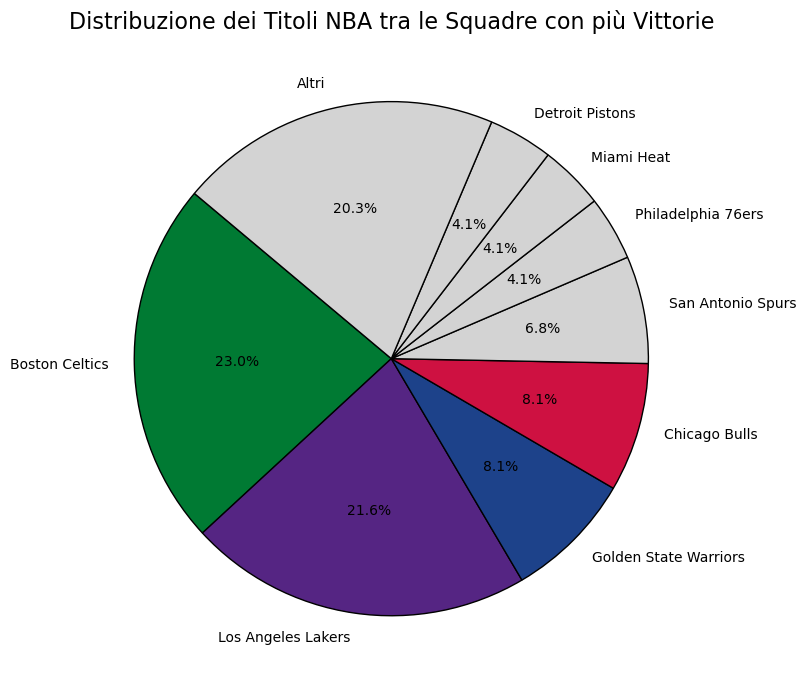 Distribuzione dei Titoli NBA tra le Squadre con più Vittorie
Altri
Detroit Pistons
Miami Heat
Philadelphia 76ers
San Antonio Spurs
Chicago Bulls
Golden State Warriors
Los Angeles Lakers
Boston Celtics
20.3%
4.1%
4.1%
4.1%
6.8%
8.1%
8.1%
21.6%
23.0%